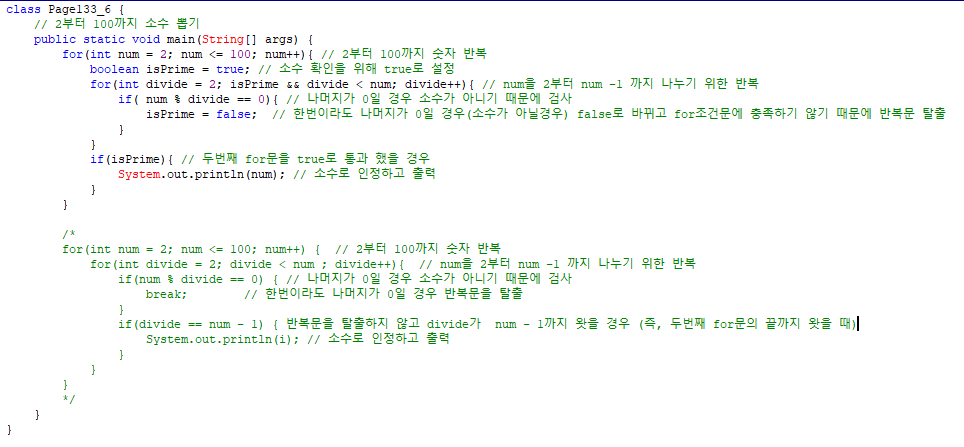 class Page133_6 {
    // 2부터 100까지 소수 뽑기
    public static void main(String[] args) {
        for(int num = 2; num <= 100; num++){ // 2부터 100까지 숫자 반복
            boolean isPrime = true; // 소수 확인을 위해 true로 설정
            for(int divide = 2; isPrime && divide < num; divide++){ // num을 2부터 num -1 까지 나누기 위한 반복
                if( num % divide == 0){ // 나머지가 0일 경우 소수가 아니기 때문에 검사
                    isPrime = false;  // 한번이라도 나머지가 0일 경우(소수가 아닐경우) false로 바뀌고 for조건문에 충족하기 않기 때문에 반복문 탈출
                }
            }
            if(isPrime){ // 두번째 for문을 true로 통과 했을 경우
                System.out.println(num); // 소수로 인정하고 출력
            }
        }

        /*
        for(int num = 2; num <= 100; num++) {  // 2부터 100까지 숫자 반복
            for(int divide = 2; divide < num ; divide++){  // num을 2부터 num -1 까지 나누기 위한 반복
                if(num % divide == 0) { // 나머지가 0일 경우 소수가 아니기 때문에 검사
                    break;        // 한번이라도 나머지가 0일 경우 반복문을 탈출
                }
                if(divide == num - 1) { 반복문을 탈출하지 않고 divide가  num - 1까지 왓을 경우 (즉, 두번째 for문의 끝까지 왓을 때)
                    System.out.println(i); // 소수로 인정하고 출력
                }
            }
        }
        */
    }
}